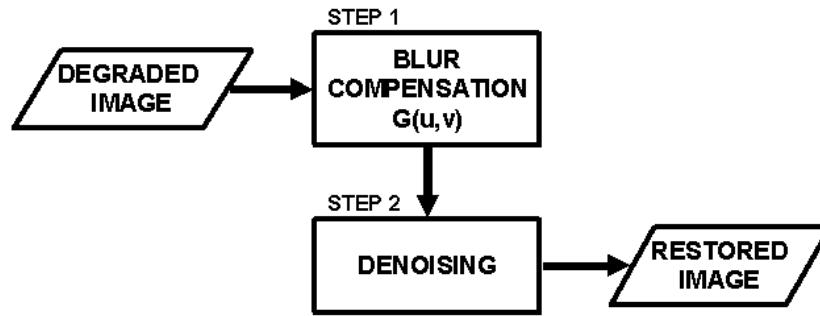 STEP 1
DEGRADED
IMAGE
BLUR
COMPENSATION
G(u,v)
STEP 2
DENOISING
RESTORED
IMAGE